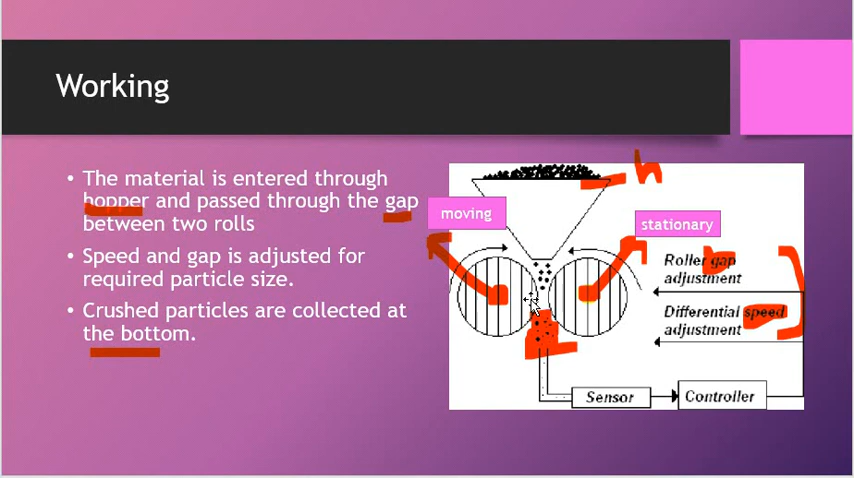 Working
• The material is entered through
hopper and passed through the gap
between two rolls
• Speed and gap is adjusted for
required particle size.
• Crushed particles are collected at
the bottom.
h
moving
stationary
Roller gap
adjustment
Differential speed
adjustment
Sensor
Controller